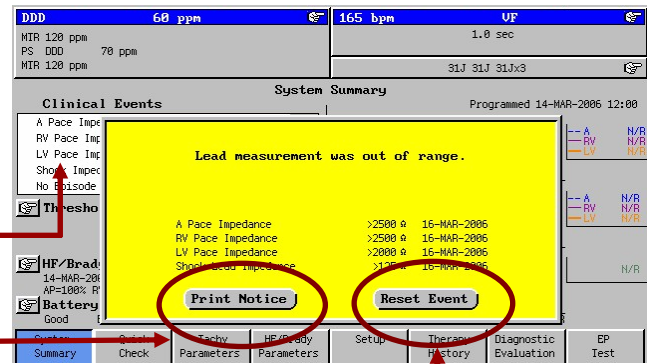 DDD 60 ppm 165 bpm VF
MTR 120 ppm 1.0 sec
PS DDD 70 ppm
MTR 120 ppm 31J 31J 31Jx3
System Summary
Clinical Events Programmed 14-MAR-2006 12:00
A Pace Impe
RV Pace Imp
LV Pace Imp
Shock Impec
No Episode
Lead measurement was out of range.
A N/R
RV N/R
LV N/R
Thresho
A Pace Impedance >2500 Ω 16-MAR-2006
RV Pace Impedance >2500 Ω 16-MAR-2006
LV Pace Impedance >2000 Ω 16-MAR-2006
Shock Lead Impedance >125 Ω 16-MAR-2006
A N/R
RV N/R
LV N/R
HF/Brad
14-MAR-200
AP=100% R
N/R
Print Notice Reset Event
Battery
Good
System Summary
Quick Check
Tachy Parameters
HF/Brady Parameters
Setup
Therapy History
Diagnostic Evaluation
EP Test